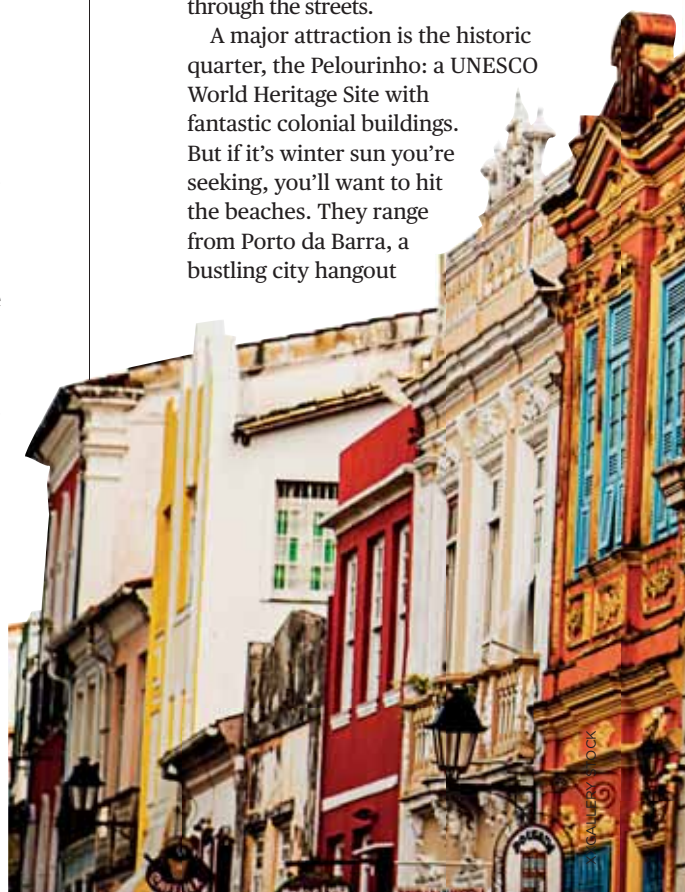 through the streets.
A major attraction is the historic
quarter, the Pelourinho: a UNESCO
World Heritage Site with
fantastic colonial buildings.
But if it’s winter sun you’re
seeking, you’ll want to hit
the beaches. They range
from Porto da Barra, a
bustling city hangout
POUSADA
GALLERY STOCK